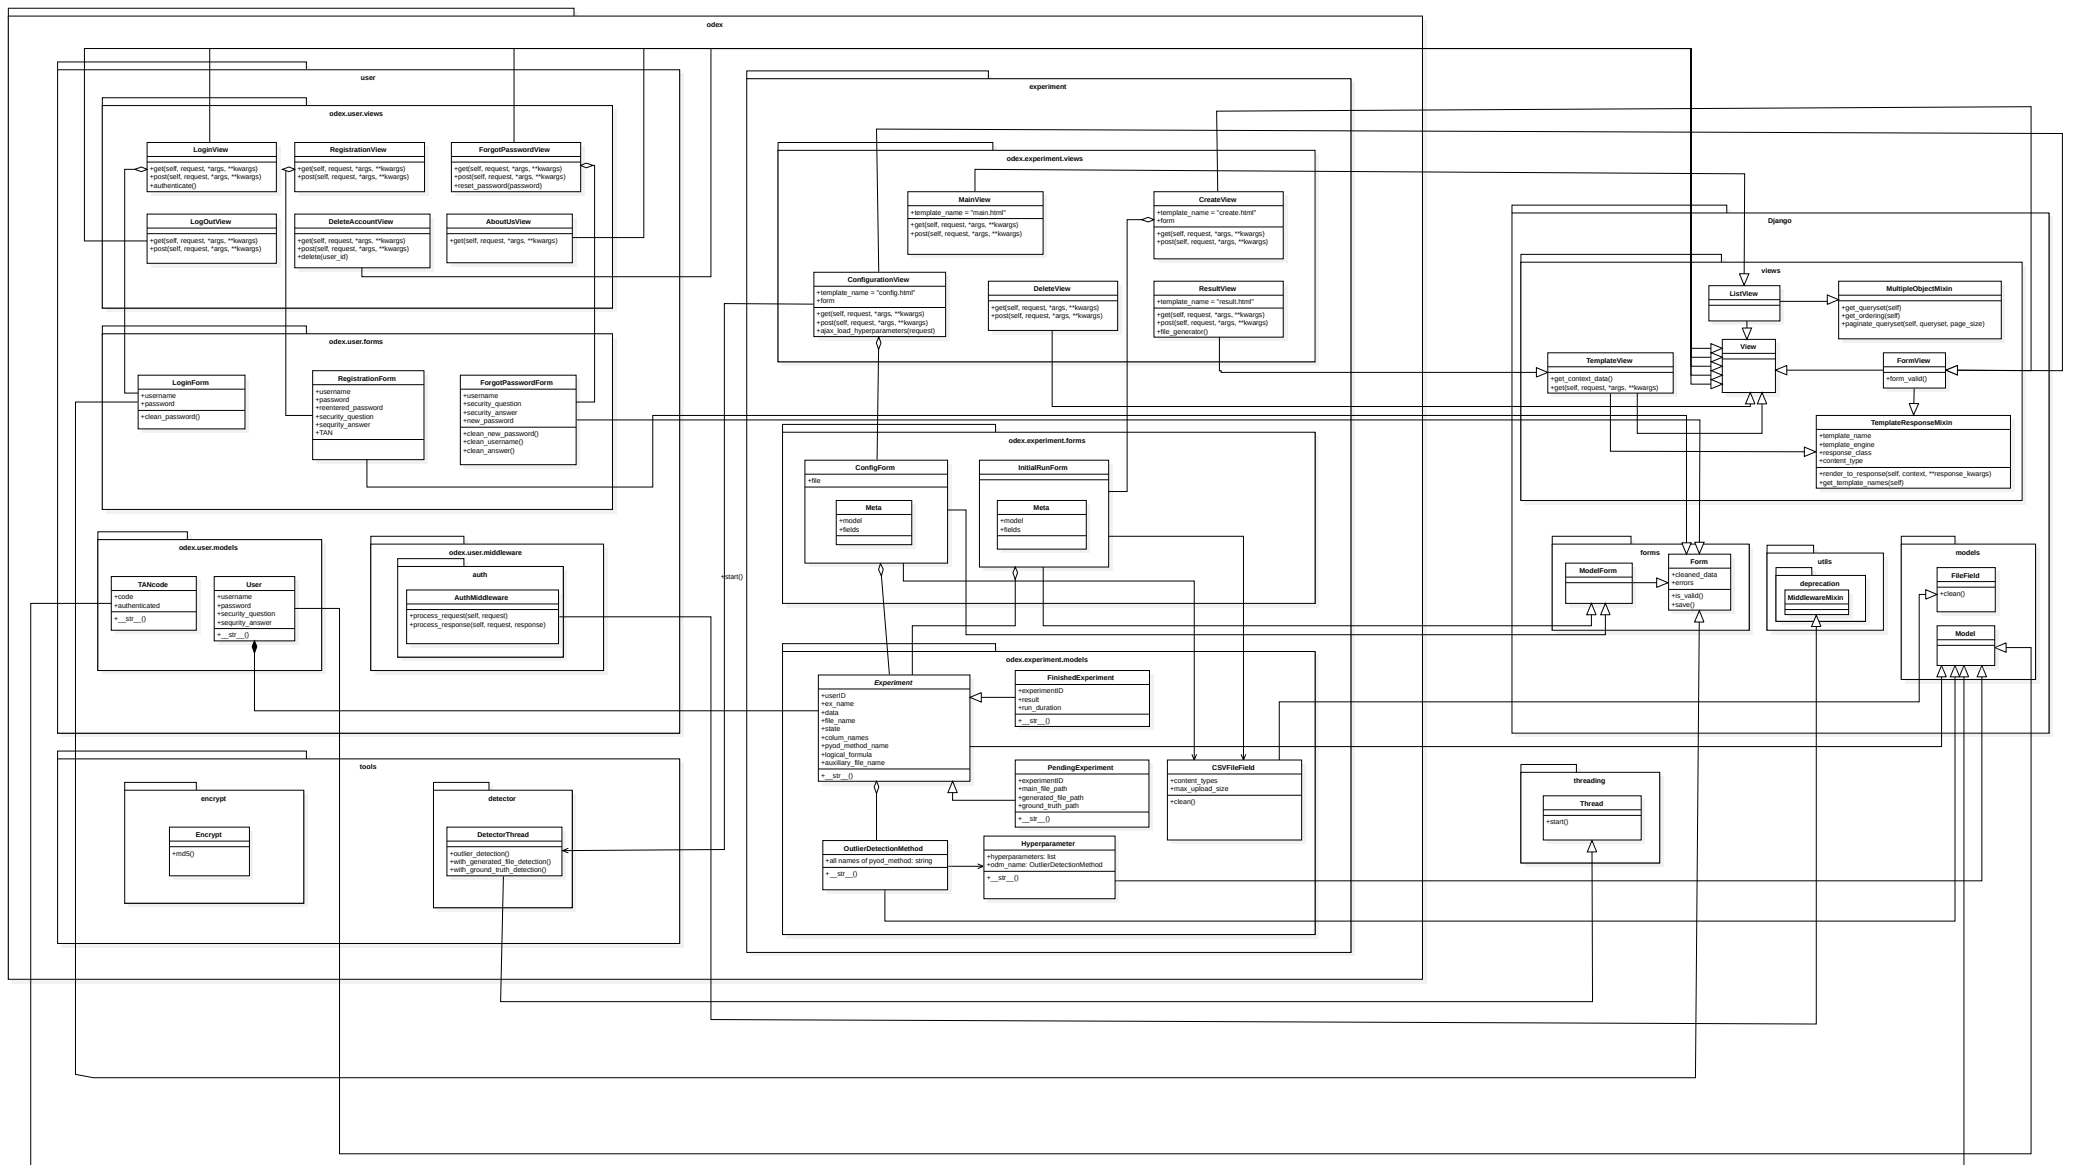 odex
user
odex.user.views
LoginView
+get(self, request, *args, **kwargs)
+post(self, request, *args, **kwargs)
+authenticate()
RegistrationView
+get(self, request, *args, **kwargs)
+post(self, request, *args, **kwargs)
ForgotPasswordView
+get(self, request, *args, **kwargs)
+post(self, request, *args, **kwargs)
+reset_password(password)
LogOutView
+get(self, request, *args, **kwargs)
+post(self, request, *args, **kwargs)
DeleteAccountView
+get(self, request, *args, **kwargs)
+post(self, request, *args, **kwargs)
+delete(user_id)
AboutUsView
+get(self, request, *args, **kwargs)
odex.user.forms
LoginForm
+username
+password
+clean_password()
RegistrationForm
+username
+password
+reentered_password
+security_question
+sequrity_answer
+TAN
ForgotPasswordForm
+username
+security_question
+security_answer
+new_password
+clean_new_password()
+clean_username()
+clean_answer()
odex.user.models
TANcode
+code
+authenticated
+__str__()
User
+username
+password
+security_question
+sequrity_answer
+__str__()
odex.user.middleware
auth
AuthMiddleware
+process_request(self, request)
+process_response(self, request, response)
tools
encrypt
Encrypt
+md5()
detector
DetectorThread
+outlier_detection()
+with_generated_file_detection()
+with_ground_truth_detection()
+start()
experiment
odex.experiment.views
MainView
+template_name = "main.html"
+get(self, request, *args, **kwargs)
+post(self, request, *args, **kwargs)
CreateView
+template_name = "create.html"
+form
+get(self, request, *args, **kwargs)
+post(self, request, *args, **kwargs)
ConfigurationView
+template_name = "config.html"
+form
+get(self, request, *args, **kwargs)
+post(self, request, *args, **kwargs)
+ajax_load_hyperparameters(request)
DeleteView
+get(self, request, *args, **kwargs)
+post(self, request, *args, **kwargs)
ResultView
+template_name = "result.html"
+get(self, request, *args, **kwargs)
+post(self, request, *args, **kwargs)
+file_generator()
odex.experiment.forms
ConfigForm
+file
Meta
+model
+fields
InitialRunForm
Meta
+model
+fields
odex.experiment.models
Experiment
+userID
+ex_name
+data
+file_name
+state
+colum_names
+pyod_method_name
+logical_formula
+auxiliary_file_name
+__str__()
FinishedExperiment
+experimentID
+result
+run_duration
+__str__()
PendingExperiment
+experimentID
+main_file_path
+generated_file_path
+ground_truth_path
+__str__()
CSVFileField
+content_types
+max_upload_size
+clean()
OutlierDetectionMethod
+all names of pyod_method: string
+__str__()
Hyperparameter
+hyperparameters: list
+odm_name: OutlierDetectionMethod
+__str__()
Django
views
ListView
MultipleObjectMixin
+get_queryset(self)
+get_ordering(self)
+paginate_queryset(self, queryset, page_size)
View
TemplateView
+get_context_data()
+get(self, request, *args, **kwargs)
FormView
+form_valid()
TemplateResponseMixin
+template_name
+template_engine
+response_class
+content_type
+render_to_response(self, context, **response_kwargs)
+get_template_names(self)
forms
ModelForm
Form
+cleaned_data
+errors
+is_valid()
+save()
utils
deprecation
MiddlewareMixin
models
FileField
+clean()
Model
threading
Thread
+start()